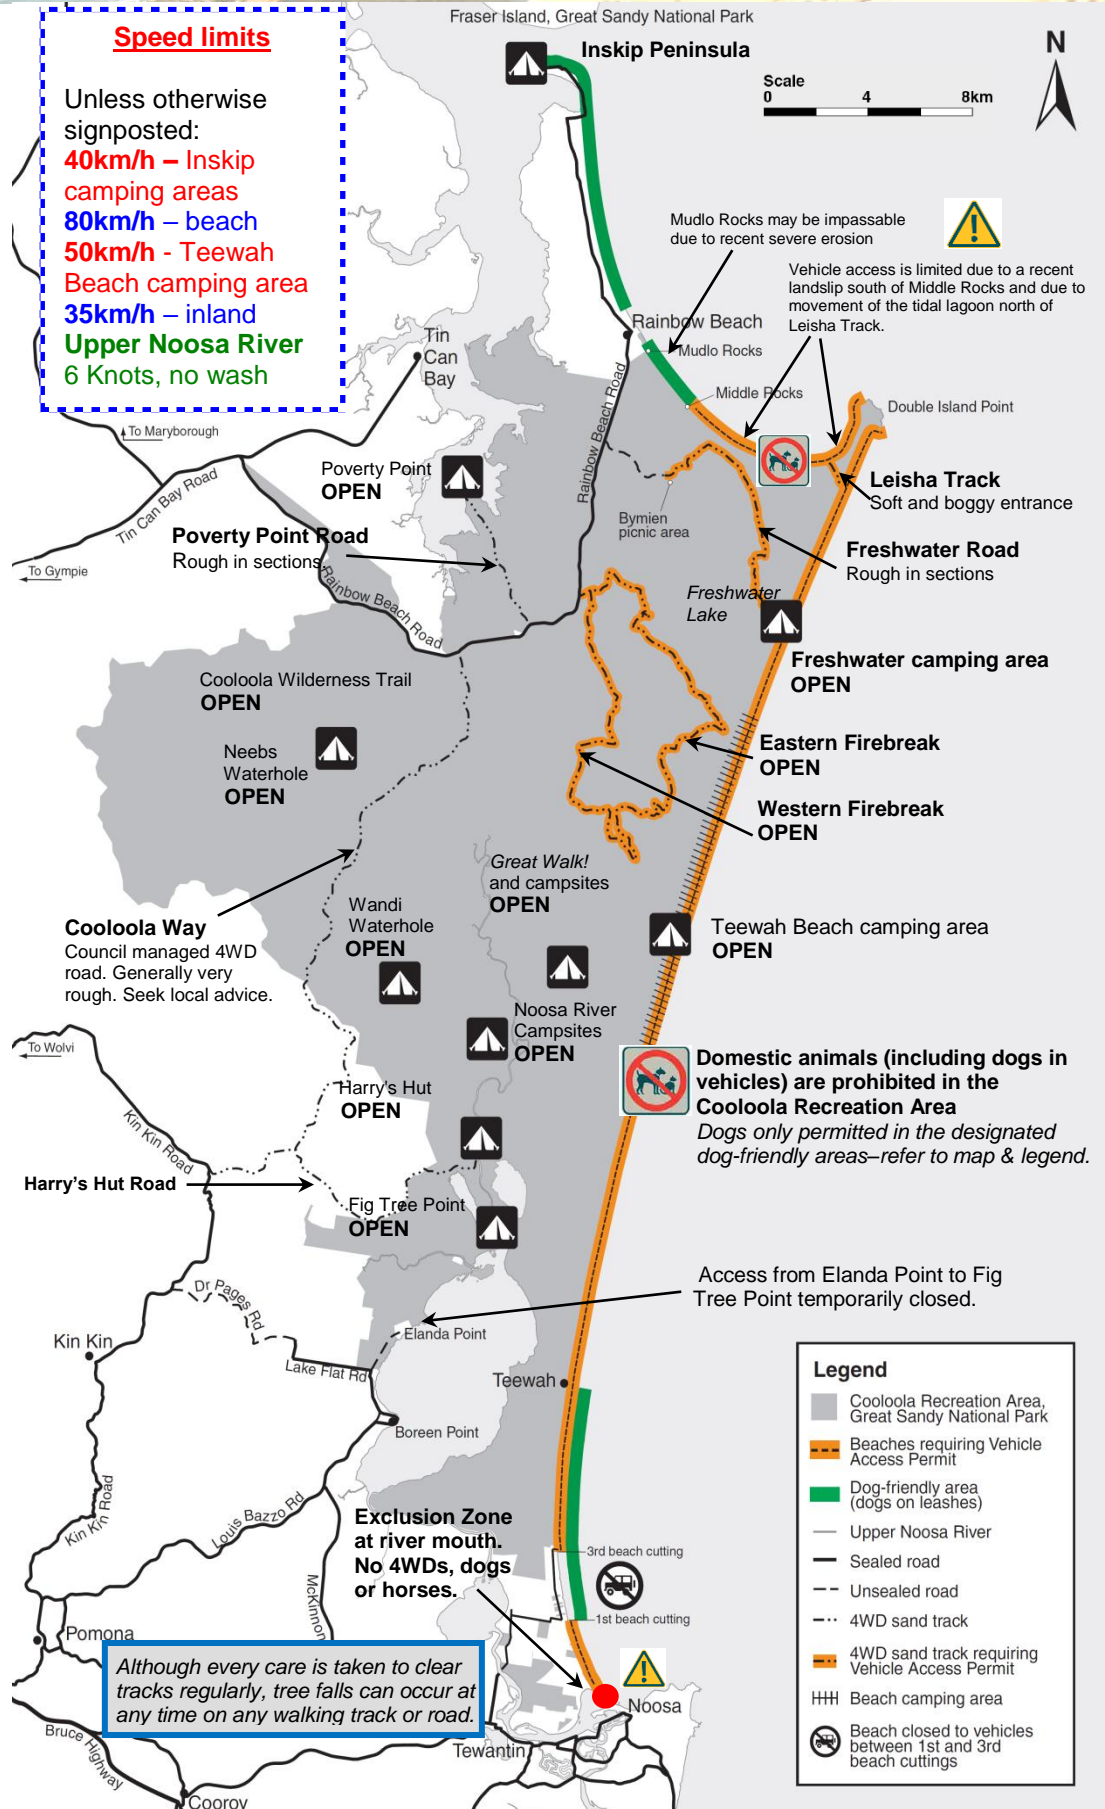 Fraser Island, Great Sandy National Park
Inskip Peninsula
N
Scale
0 4 8km
Speed limits
Unless otherwise
signposted:
40km/h – Inskip
camping areas
80km/h – beach
50km/h - Teewah
Beach camping area
35km/h – inland
Upper Noosa River
6 Knots, no wash
Mudlo Rocks may be impassable
due to recent severe erosion
Vehicle access is limited due to a recent
landslip south of Middle Rocks and due to
movement of the tidal lagoon north of
Leisha Track.
Rainbow Beach
Mudlo Rocks
Middle Rocks
Double Island Point
Tin
Can
Bay
To Maryborough
Tin Can Bay Road
To Gympie
Rainbow Beach Road
Poverty Point
OPEN
Poverty Point Road
Rough in sections.
Rainbow Beach Road
Bymien
picnic area
Leisha Track
Soft and boggy entrance
Freshwater Road
Rough in sections
Freshwater
Lake
Freshwater camping area
OPEN
Cooloola Wilderness Trail
OPEN
Neebs
Waterhole
OPEN
Eastern Firebreak
OPEN
Western Firebreak
OPEN
Great Walk!
and campsites
OPEN
Wandi
Waterhole
OPEN
Cooloola Way
Council managed 4WD
road. Generally very
rough. Seek local advice.
Teewah Beach camping area
OPEN
Noosa River
Campsites
OPEN
To Wolvi
Kin Kin Road
Harry's Hut
OPEN
Domestic animals (including dogs in
vehicles) are prohibited in the
Cooloola Recreation Area
Dogs only permitted in the designated
dog-friendly areas–refer to map & legend.
Harry's Hut Road
Fig Tree Point
OPEN
Access from Elanda Point to Fig
Tree Point temporarily closed.
Dr Pages Rd
Elanda Point
Kin Kin
Lake Flat Rd
Teewah
Boreen Point
Kin Kin Road
Louis Bazzo Rd
McKinnon
Exclusion Zone
at river mouth.
No 4WDs, dogs
or horses.
3rd beach cutting
1st beach cutting
Pomona
Although every care is taken to clear
tracks regularly, tree falls can occur at
any time on any walking track or road.
Noosa
Tewantin
Bruce Highway
Cooroy
Legend
Cooloola Recreation Area,
Great Sandy National Park
Beaches requiring Vehicle
Access Permit
Dog-friendly area
(dogs on leashes)
Upper Noosa River
Sealed road
Unsealed road
4WD sand track
4WD sand track requiring
Vehicle Access Permit
Beach camping area
Beach closed to vehicles
between 1st and 3rd
beach cuttings